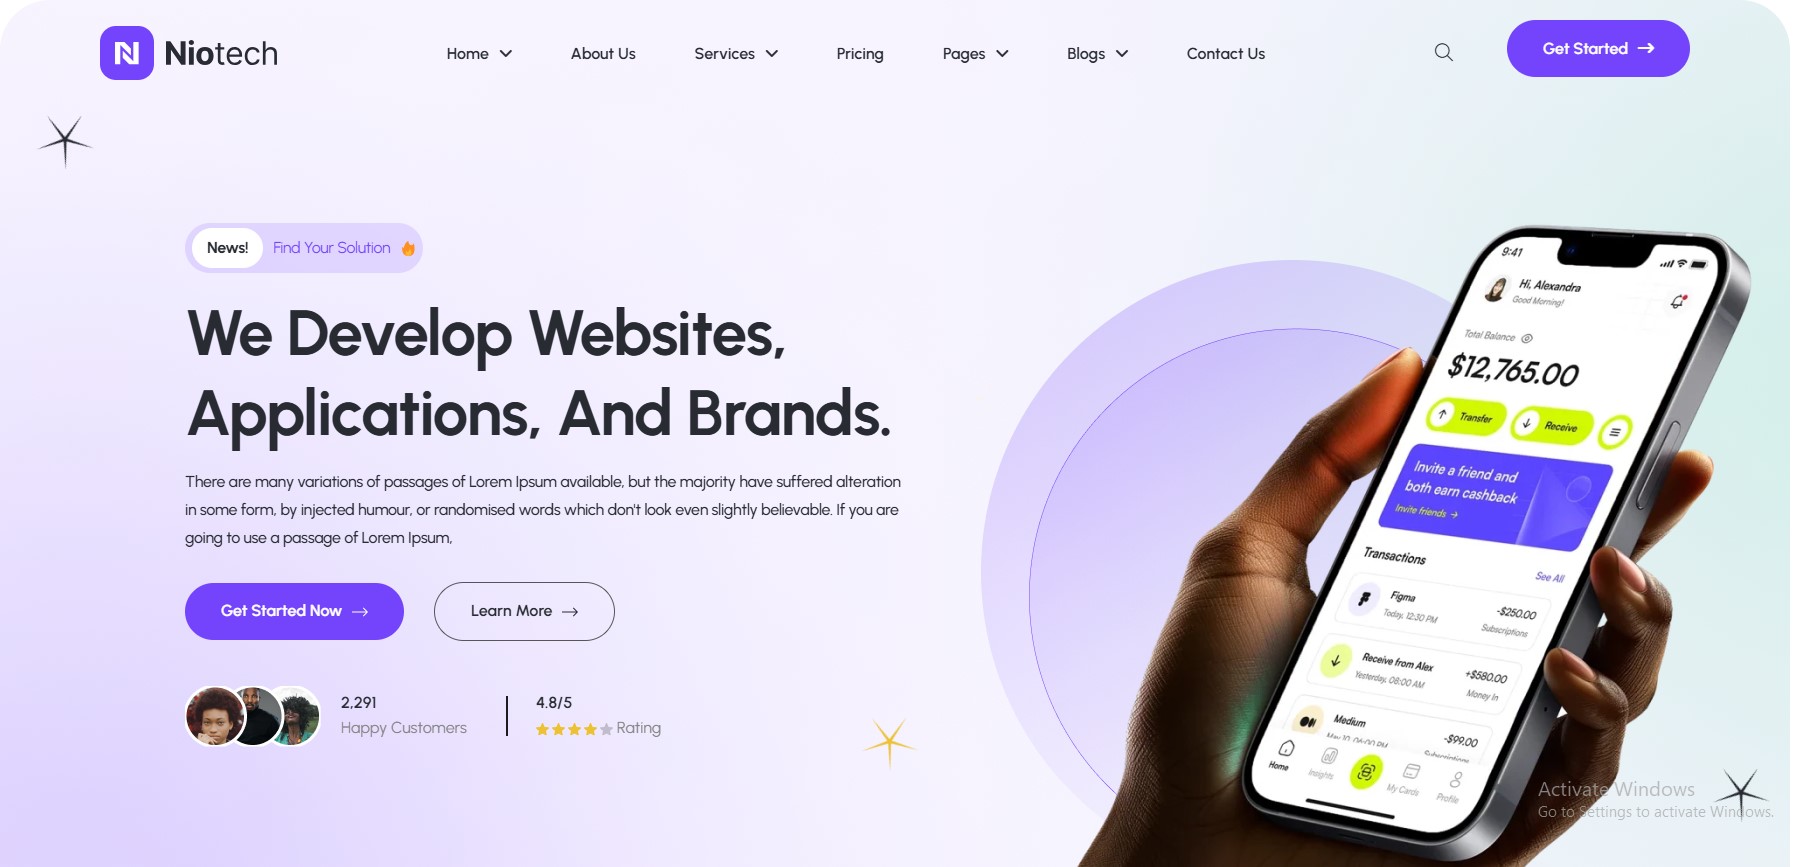 Niotech
Home
About Us
Services
Pricing
Pages
Blogs
Contact Us
Get Started
News!
Find Your Solution
We Develop Websites,
Applications, And Brands.
There are many variations of passages of Lorem Ipsum available, but the majority have suffered alteration
in some form, by injected humour, or randomised words which don't look even slightly believable. If you are
going to use a passage of Lorem Ipsum,
Get Started Now
Learn More
2,291
Happy Customers
4.8/5
Rating
9:41
Hi, Alexandra
Good Morning!
Total Balance
$12,765.00
Transfer
Receive
Invite a friend and
both earn cashback
Invite friends
Transactions
See All
Figma
-$250.00
Today, 12:30 PM
Subscriptions
Receive from Alex
+$580.00
Yesterday, 08:00 AM
Money In
Medium
-$99.00
May 10, 06:00 PM
Subscriptions
Home
Insights
My Cards
Profile
Activate Windows
Go to Settings to activate Windows.